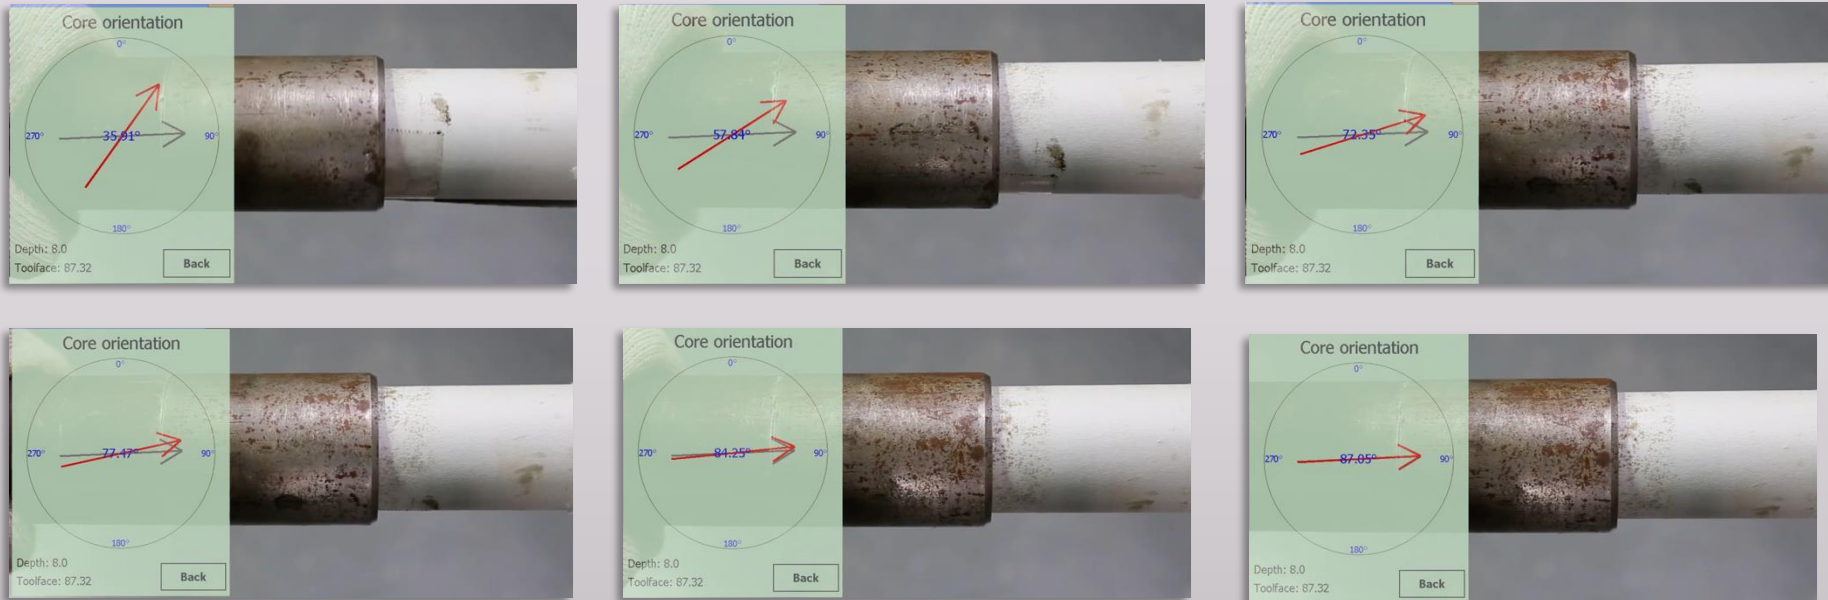 Core orientation
0°
35.91°
270°
90°
180°
Depth: 8.0
Toolface: 87.32
Back
Core orientation
0°
57.84°
270°
90°
180°
Depth: 8.0
Toolface: 87.32
Back
Core orientation
0°
72.35°
270°
90°
180°
Depth: 8.0
Toolface: 87.32
Back
Core orientation
0°
77.47°
270°
90°
180°
Depth: 8.0
Toolface: 87.32
Back
Core orientation
0°
84.25°
270°
90°
180°
Depth: 8.0
Toolface: 87.32
Back
Core orientation
0°
87.05°
270°
90°
180°
Depth: 8.0
Toolface: 87.32
Back